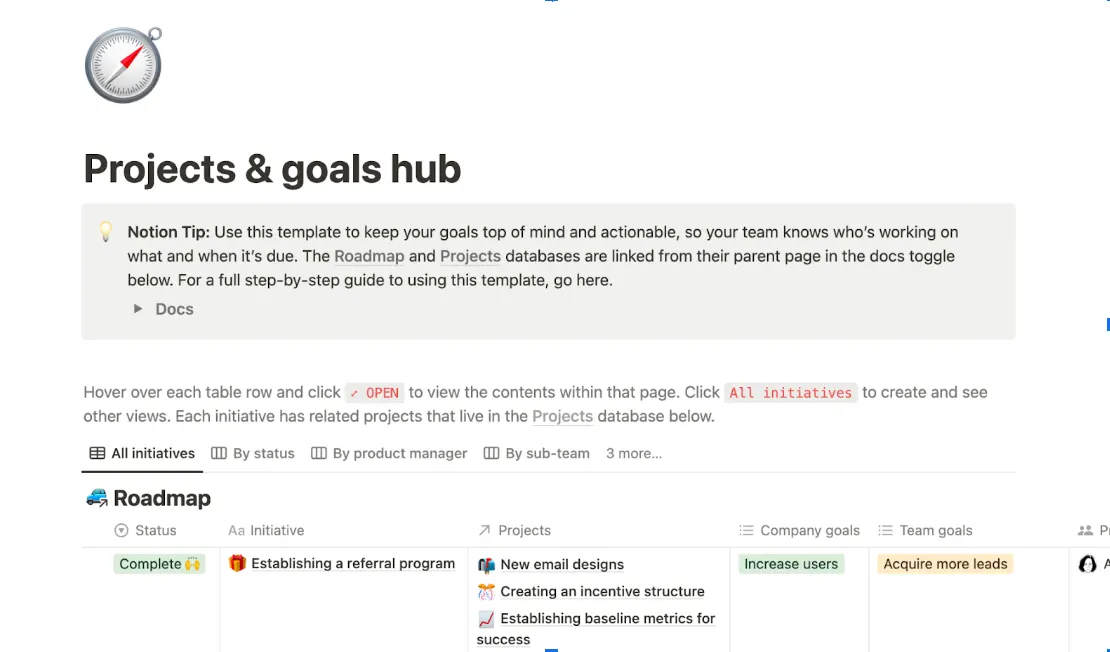 Projects & goals hub
Notion Tip: Use this template to keep your goals top of mind and actionable, so your team knows who’s working on
what and when it’s due. The Roadmap and Projects databases are linked from their parent page in the docs toggle
below. For a full step-by-step guide to using this template, go here.
Docs
Hover over each table row and click ⤢ OPEN to view the contents within that page. Click All initiatives to create and see
other views. Each initiative has related projects that live in the Projects database below.
All initiatives By status By product manager By sub-team 3 more...
Roadmap
Status Aa Initiative Projects Company goals Team goals
Complete 🙌 Establishing a referral program New email designs Increase users Acquire more leads
Creating an incentive structure
Establishing baseline metrics for
success